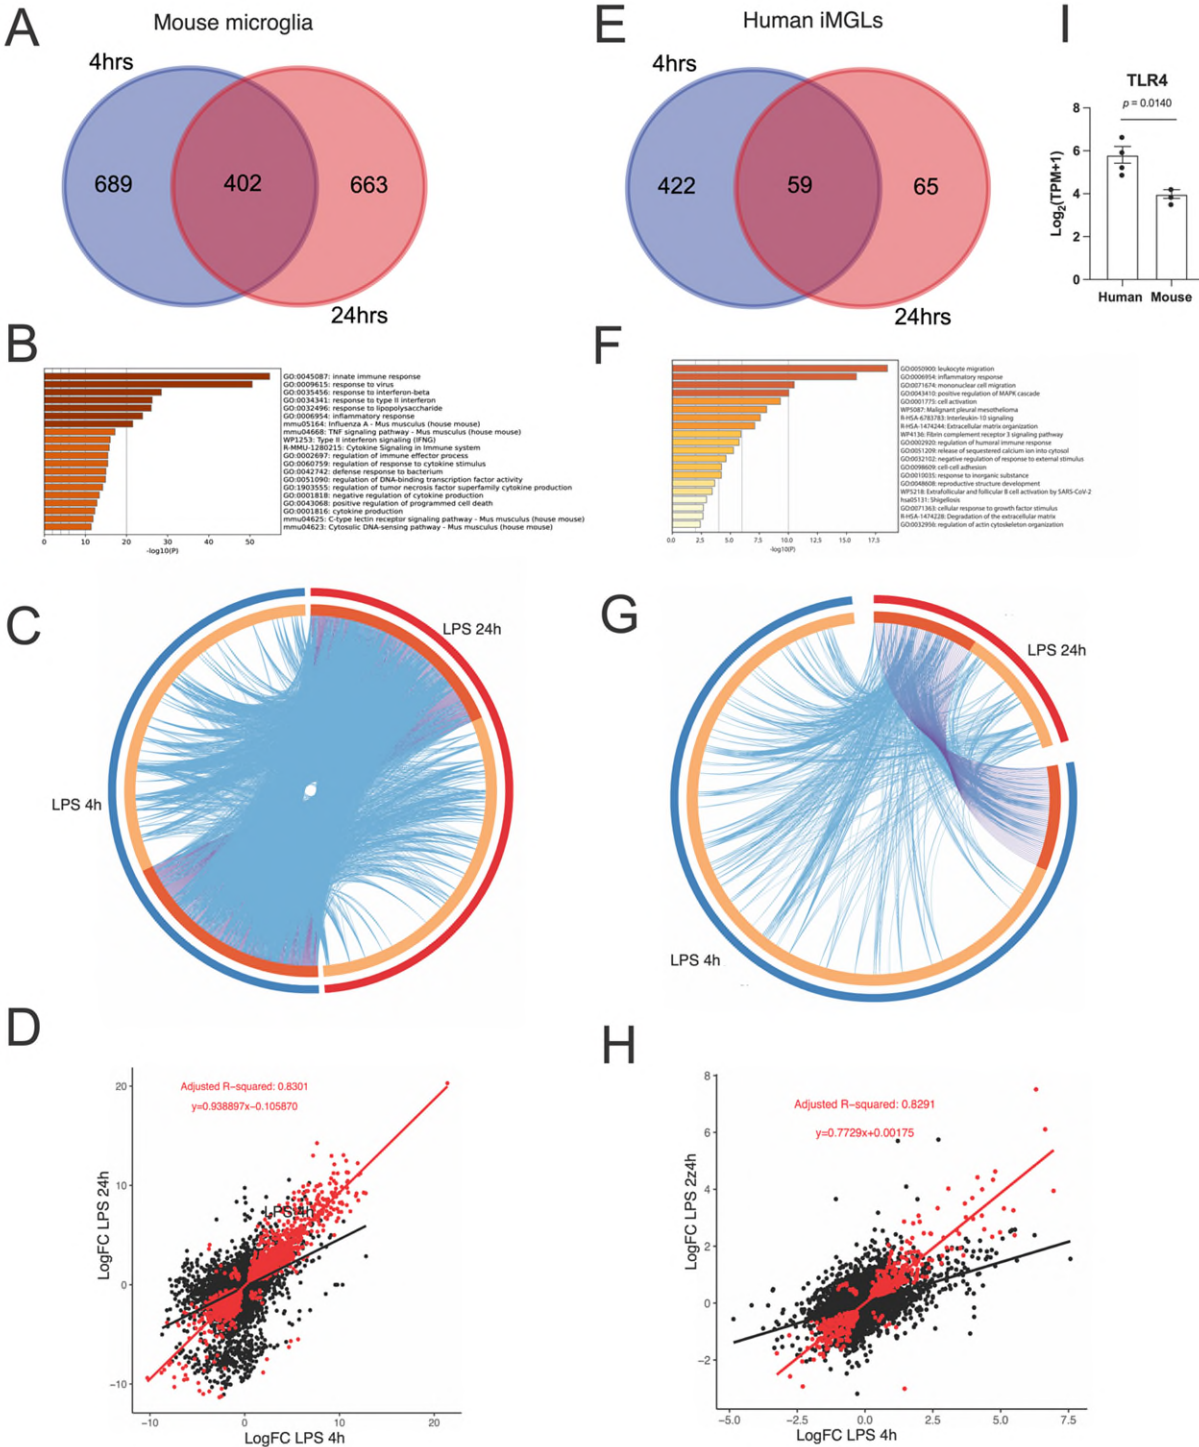 A
Mouse microglia
4hrs
689
402
663
24hrs
B
GO:0045087: innate immune response
GO:0009615: response to virus
GO:0035456: response to interferon-beta
GO:0034341: response to type II interferon
GO:0032496: response to lipopolysaccharide
GO:0006954: inflammatory response
mmu05164: Influenza A - Mus musculus (house mouse)
mmu04668: TNF signaling pathway - Mus musculus (house mouse)
WP1253: Type II interferon signaling (IFNG)
R-MMU-1280215: Cytokine Signaling in Immune system
GO:0002697: regulation of immune effector process
GO:0060759: regulation of response to cytokine stimulus
GO:0042742: defense response to bacterium
GO:0051090: regulation of DNA-binding transcription factor activity
GO:1903555: regulation of tumor necrosis factor superfamily cytokine production
GO:0001818: negative regulation of cytokine production
GO:0043068: positive regulation of programmed cell death
GO:0001816: cytokine production
mmu04625: C-type lectin receptor signaling pathway - Mus musculus (house mouse)
mmu04623: Cytosolic DNA-sensing pathway - Mus musculus (house mouse)
0 10 20 30 40 50
-log10(P)
C
LPS 24h
LPS 4h
D
Adjusted R-squared: 0.8301
y=0.938897x-0.105870
LPS 4h
LogFC LPS 24h
20
10
0
-10
-10 0 10 20
LogFC LPS 4h
E
Human iMGLs
4hrs
422
59
65
24hrs
F
GO:0050900: leukocyte migration
GO:0006954: inflammatory response
GO:0071674: mononuclear cell migration
GO:0043410: positive regulation of MAPK cascade
GO:0001775: cell activation
WP5087: Malignant pleural mesothelioma
R-HSA-6783783: Interleukin-10 signaling
R-HSA-1474244: Extracellular matrix organization
WP4136: Fibrin complement receptor 3 signaling pathway
GO:0002920: regulation of humoral immune response
GO:0051209: release of sequestered calcium ion into cytosol
GO:0032102: negative regulation of response to external stimulus
GO:0098609: cell-cell adhesion
GO:0010035: response to inorganic substance
GO:0048608: reproductive structure development
WP5218: Extrafollicular and follicular B cell activation by SARS-CoV-2
hsa05131: Shigellosis
GO:0071363: cellular response to growth factor stimulus
R-HSA-1474228: Degradation of the extracellular matrix
GO:0032956: regulation of actin cytoskeleton organization
0.0 2.5 5.0 7.5 10.0 12.5 15.0 17.5
-log10(P)
G
LPS 24h
LPS 4h
H
Adjusted R-squared: 0.8291
y=0.7729x+0.00175
LogFC LPS 2z4h
8
6
4
2
0
-2
-5.0 -2.5 0.0 2.5 5.0 7.5
LogFC LPS 4h
I
TLR4
p = 0.0140
Log2(TPM+1)
8
6
4
2
0
Human Mouse